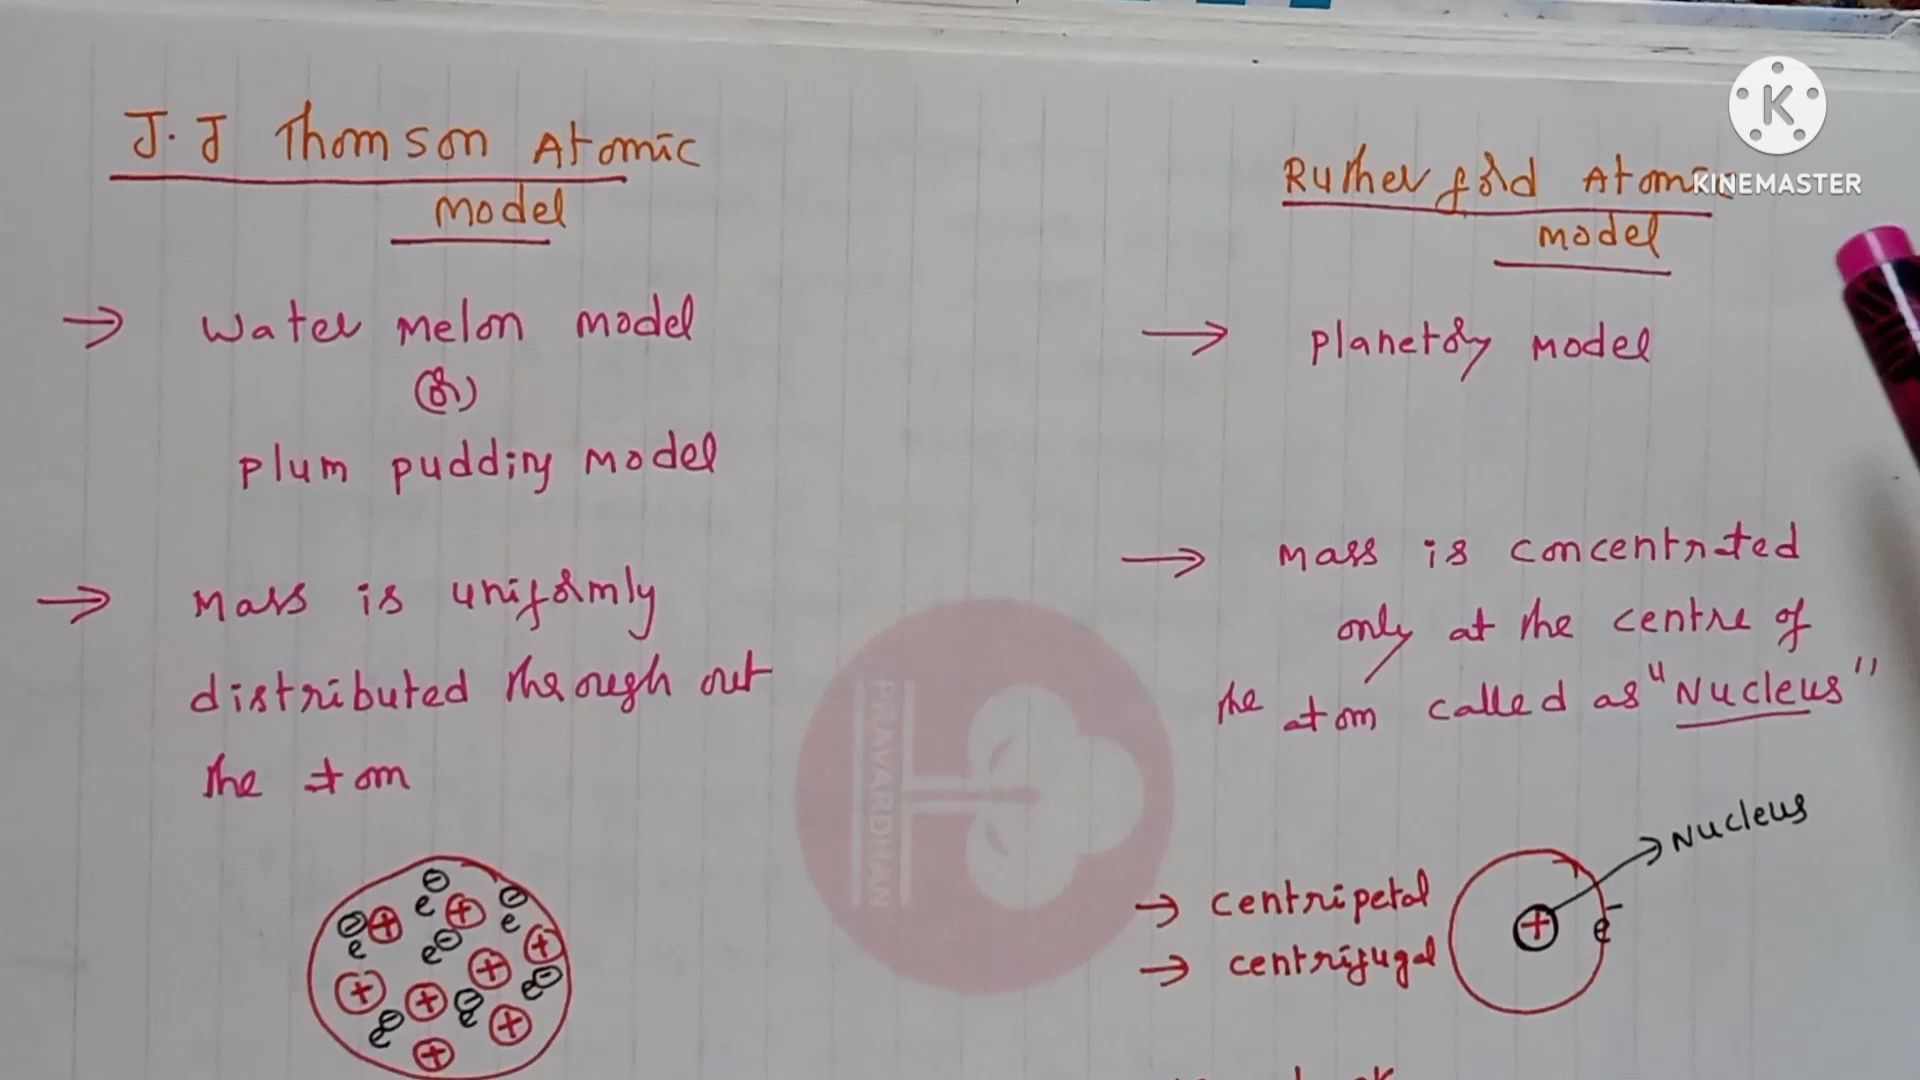 J. J Thomson Atomic
Model
→ Water Melon model
(or)
Plum pudding Model
→ Mass is uniformly
distributed through out
the atom
e e e e e e e
Rutherford Atomic
Model
→ Planetory Model
→ Mass is concentrated
only at the centre of
the atom called as "Nucleus"
Nucleus
→ centripetal
→ centrifugal
+ e⁻
KINEMASTER
PRAVARDHAN